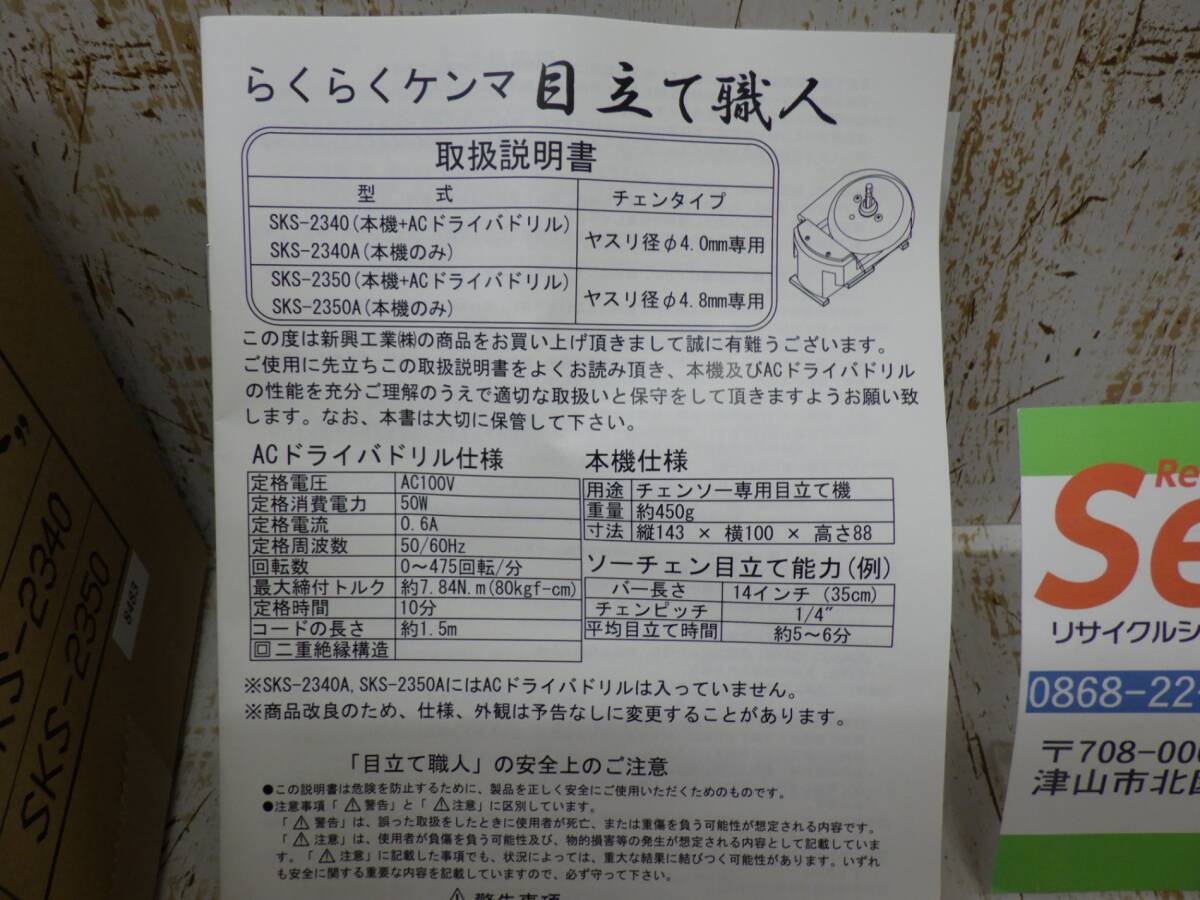 らくらくケンマ 目立て職人
取扱説明書
型 式 チェンタイプ
SKS-2340(本機+ACドライバドリル)
SKS-2340A(本機のみ)
ヤスリ径φ4.0mm専用
SKS-2350(本機+ACドライバドリル)
SKS-2350A(本機のみ)
ヤスリ径φ4.8mm専用
この度は新興工業㈱の商品をお買い上げ頂きまして誠に有難うございます。
ご使用に先立ちこの取扱説明書をよくお読み頂き、本機及びACドライバドリル
の性能を充分ご理解のうえで適切な取扱いと保守をして頂きますようお願い致
します。なお、本書は大切に保管して下さい。
ACドライバドリル仕様
定格電圧 AC100V
定格消費電力 50W
定格電流 0.6A
定格周波数 50/60Hz
回転数 0～475回転/分
最大締付トルク 約7.84N.m(80kgf-cm)
定格時間 10分
コードの長さ 約1.5m
回 二重絶縁構造
本機仕様
用途 チェンソー専用目立て機
重量 約450g
寸法 縦143 × 横100 × 高さ88
ソーチェン目立て能力(例)
バー長さ 14インチ (35cm)
チェンピッチ 1/4"
平均目立て時間 約5～6分
※SKS-2340A,SKS-2350AにはACドライバドリルは入っていません。
※商品改良のため、仕様、外観は予告なしに変更することがあります。
「目立て職人」の安全上のご注意
●この説明書は危険を防止するために、製品を正しく安全にご使用いただくためのものです。
●注意事項「⚠警告」と「⚠注意」に区別しています。
「⚠警告」は、誤った取扱をしたときに使用者が死亡、または重傷を負う可能性が想定される内容です。
「⚠注意」は、使用者が負傷を負う可能性及び、物的損害等の発生が想定される内容として記載していま
す。「⚠注意」に記載した事項でも、状況によっては、重大な結果に結びつく可能性があります。いずれ
も安全に関する重要な内容を記載していますので、必ず守って下さい。
⚠警告事項
SKS-2340
SKS-2350
8483
Re
Se
リサイクルシ
0868-22
〒708-000
津山市北区